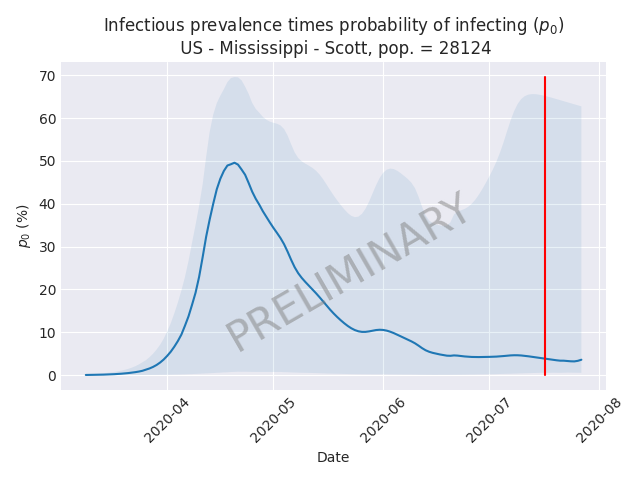 Infectious prevalence times probability of infecting (p₀)
US - Mississippi - Scott, pop. = 28124
70
60
50
40
30
20
10
0
p₀ (%)
PRELIMINARY
2020-04
2020-05
2020-06
2020-07
2020-08
Date